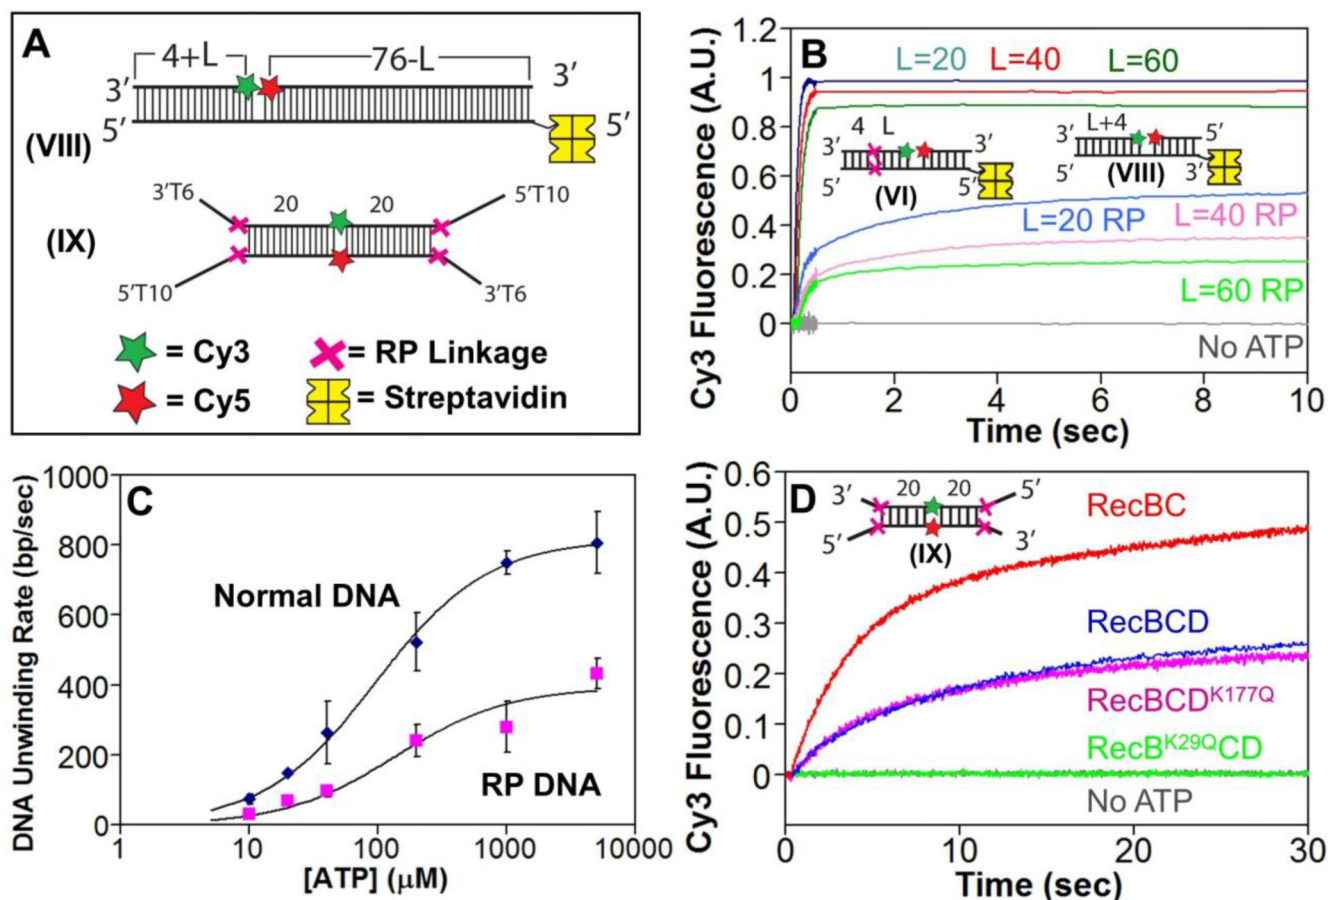 A
4+L
76-L
3′
3′
5′
5′
(VIII)
3′T6
20
20
5′T10
(IX)
5′T10
3′T6
= Cy3
= RP Linkage
= Cy5
= Streptavidin
B
Cy3 Fluorescence (A.U.)
1.2
1
0.8
0.6
0.4
0.2
0
L=20
L=40
L=60
4
L
3′
3′
5′
(VI)
5′
L+4
3′
5′
5′
(VIII)
3′
L=20 RP
L=40 RP
L=60 RP
No ATP
0
2
4
6
8
10
Time (sec)
C
DNA Unwinding Rate (bp/sec)
1000
800
600
400
200
0
Normal DNA
RP DNA
1
10
100
1000
10000
[ATP] (µM)
D
Cy3 Fluorescence (A.U.)
0.6
0.5
0.4
0.3
0.2
0.1
0
3′
20
20
5′
5′
(IX)
3′
RecBC
RecBCD
RecBCD^K177Q
RecB^K29QCD
No ATP
0
10
20
30
Time (sec)